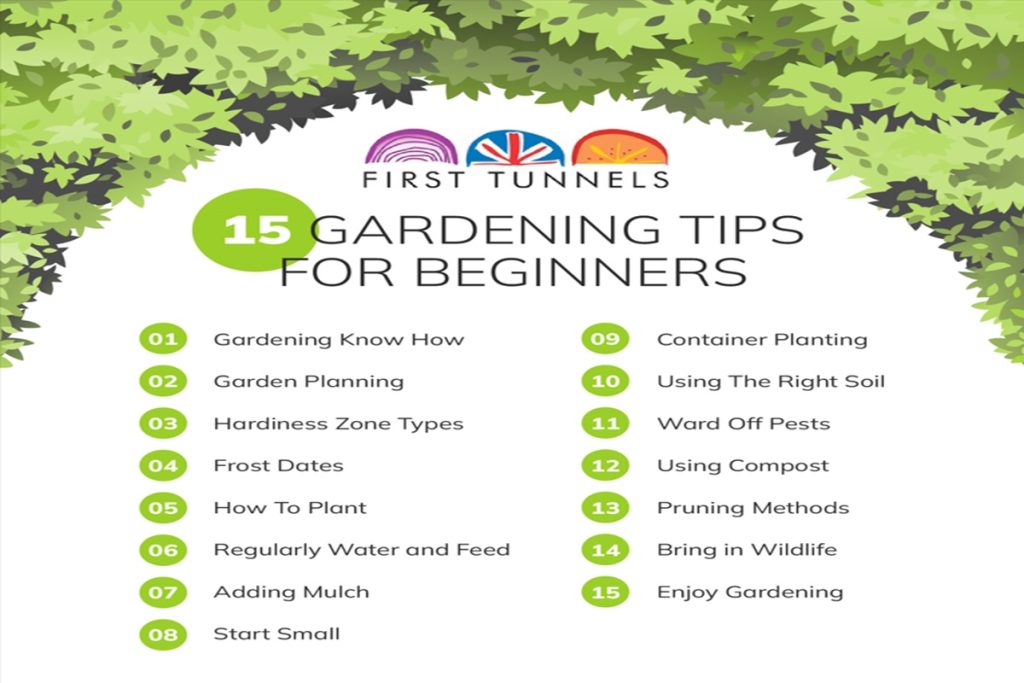 FIRST TUNNELS
15 GARDENING TIPS
FOR BEGINNERS
01 Gardening Know How
02 Garden Planning
03 Hardiness Zone Types
04 Frost Dates
05 How To Plant
06 Regularly Water and Feed
07 Adding Mulch
08 Start Small
09 Container Planting
10 Using The Right Soil
11 Ward Off Pests
12 Using Compost
13 Pruning Methods
14 Bring in Wildlife
15 Enjoy Gardening